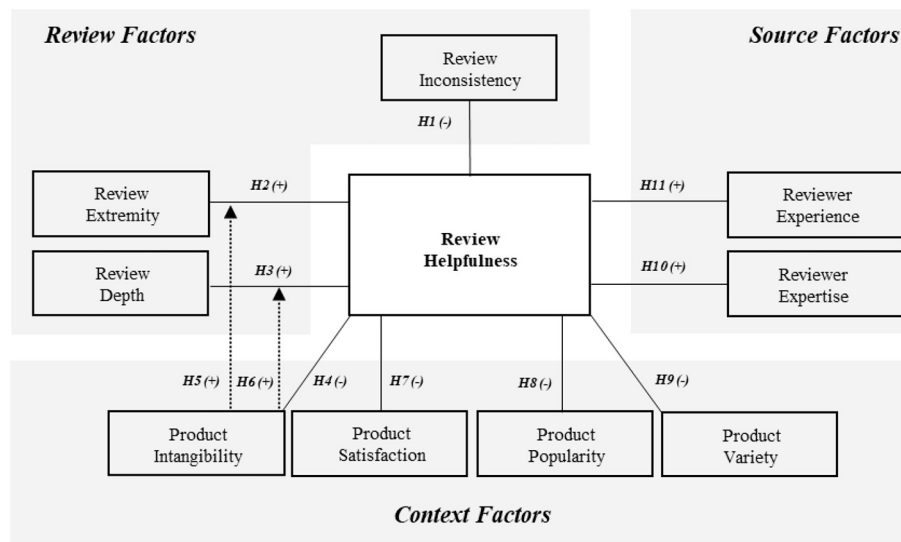 Review Factors
Source Factors
Review
Inconsistency
H1 (-)
Review
Extremity
H2 (+)
Review
Depth
H3 (+)
Review
Helpfulness
H11 (+)
Reviewer
Experience
H10 (+)
Reviewer
Expertise
H5 (+)
H6 (+)
H4 (-)
H7 (-)
H8 (-)
H9 (-)
Product
Intangibility
Product
Satisfaction
Product
Popularity
Product
Variety
Context Factors